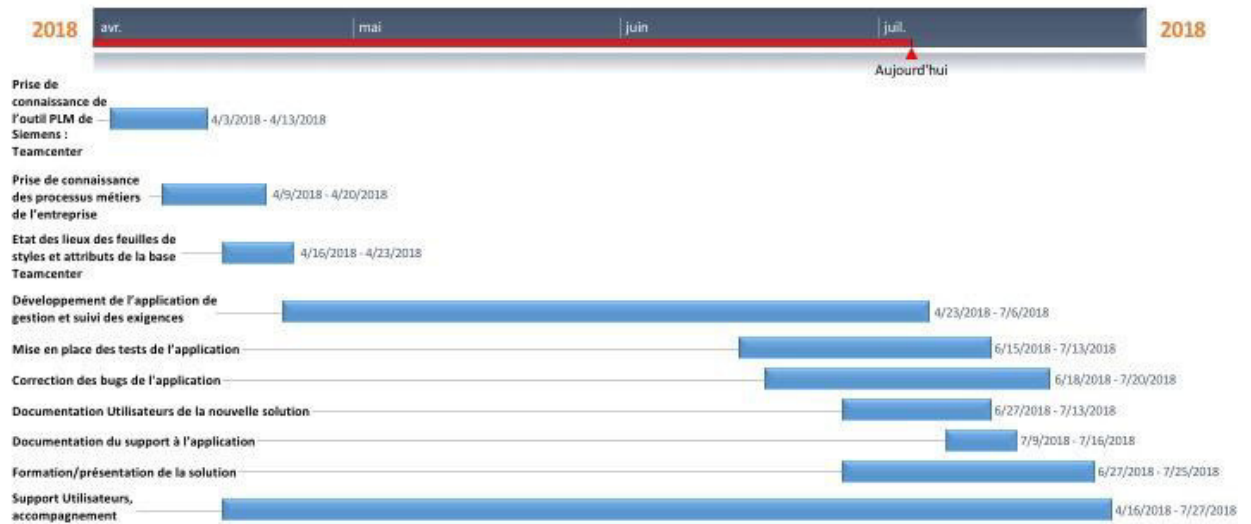 2018 avr. mai juin juil. 2018
Aujourd'hui
Prise de
connaissance de
l'outil PLM de
Siemens :
Teamcenter
4/3/2018 - 4/13/2018
Prise de connaissance
des processus métiers
de l'entreprise
4/9/2018 - 4/20/2018
Etat des lieux des feuilles de
styles et attributs de la base
Teamcenter
4/16/2018 - 4/23/2018
Développement de l'application de
gestion et suivi des exigences
4/23/2018 - 7/6/2018
Mise en place des tests de l'application
6/15/2018 - 7/13/2018
Correction des bugs de l'application
6/18/2018 - 7/20/2018
Documentation Utilisateurs de la nouvelle solution
6/27/2018 - 7/13/2018
Documentation du support à l'application
7/9/2018 - 7/16/2018
Formation/présentation de la solution
6/27/2018 - 7/25/2018
Support Utilisateurs,
accompagnement
4/16/2018 - 7/27/2018